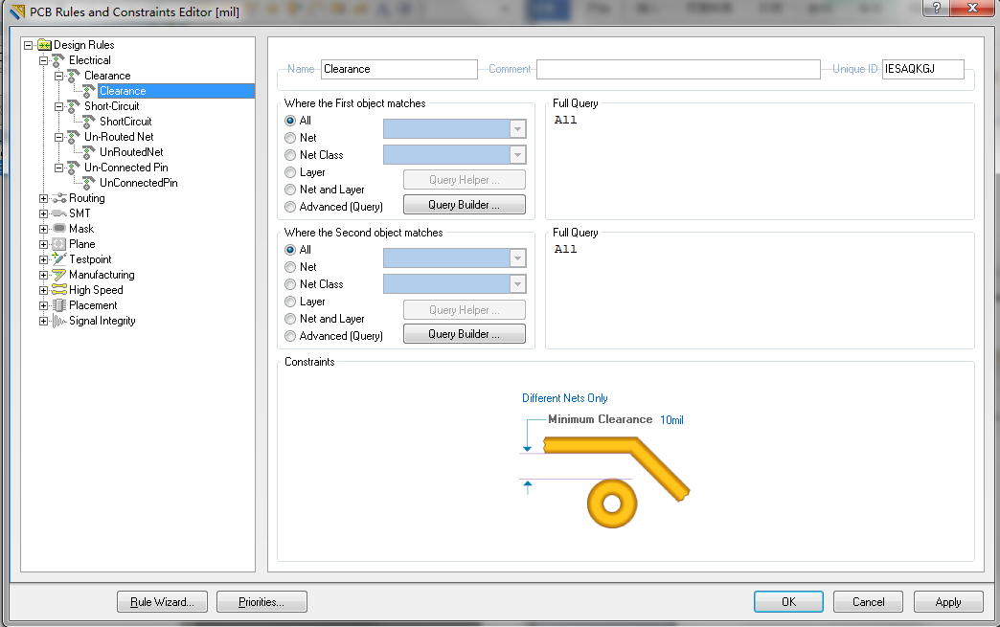 PCB Rules and Constraints Editor [mil]
Design Rules
Electrical
Clearance
Clearance
Short-Circuit
ShortCircuit
Un-Routed Net
UnRoutedNet
Un-Connected Pin
UnConnectedPin
Routing
SMT
Mask
Plane
Testpoint
Manufacturing
High Speed
Placement
Signal Integrity
Name Clearance Comment Unique ID IESAQKGJ
Where the First object matches
All
Net
Net Class
Layer
Net and Layer
Advanced (Query)
Query Helper ...
Query Builder ...
Full Query
All
Where the Second object matches
All
Net
Net Class
Layer
Net and Layer
Advanced (Query)
Query Helper ...
Query Builder ...
Full Query
All
Constraints
Different Nets Only
Minimum Clearance 10mil
Rule Wizard... Priorities... OK Cancel Apply